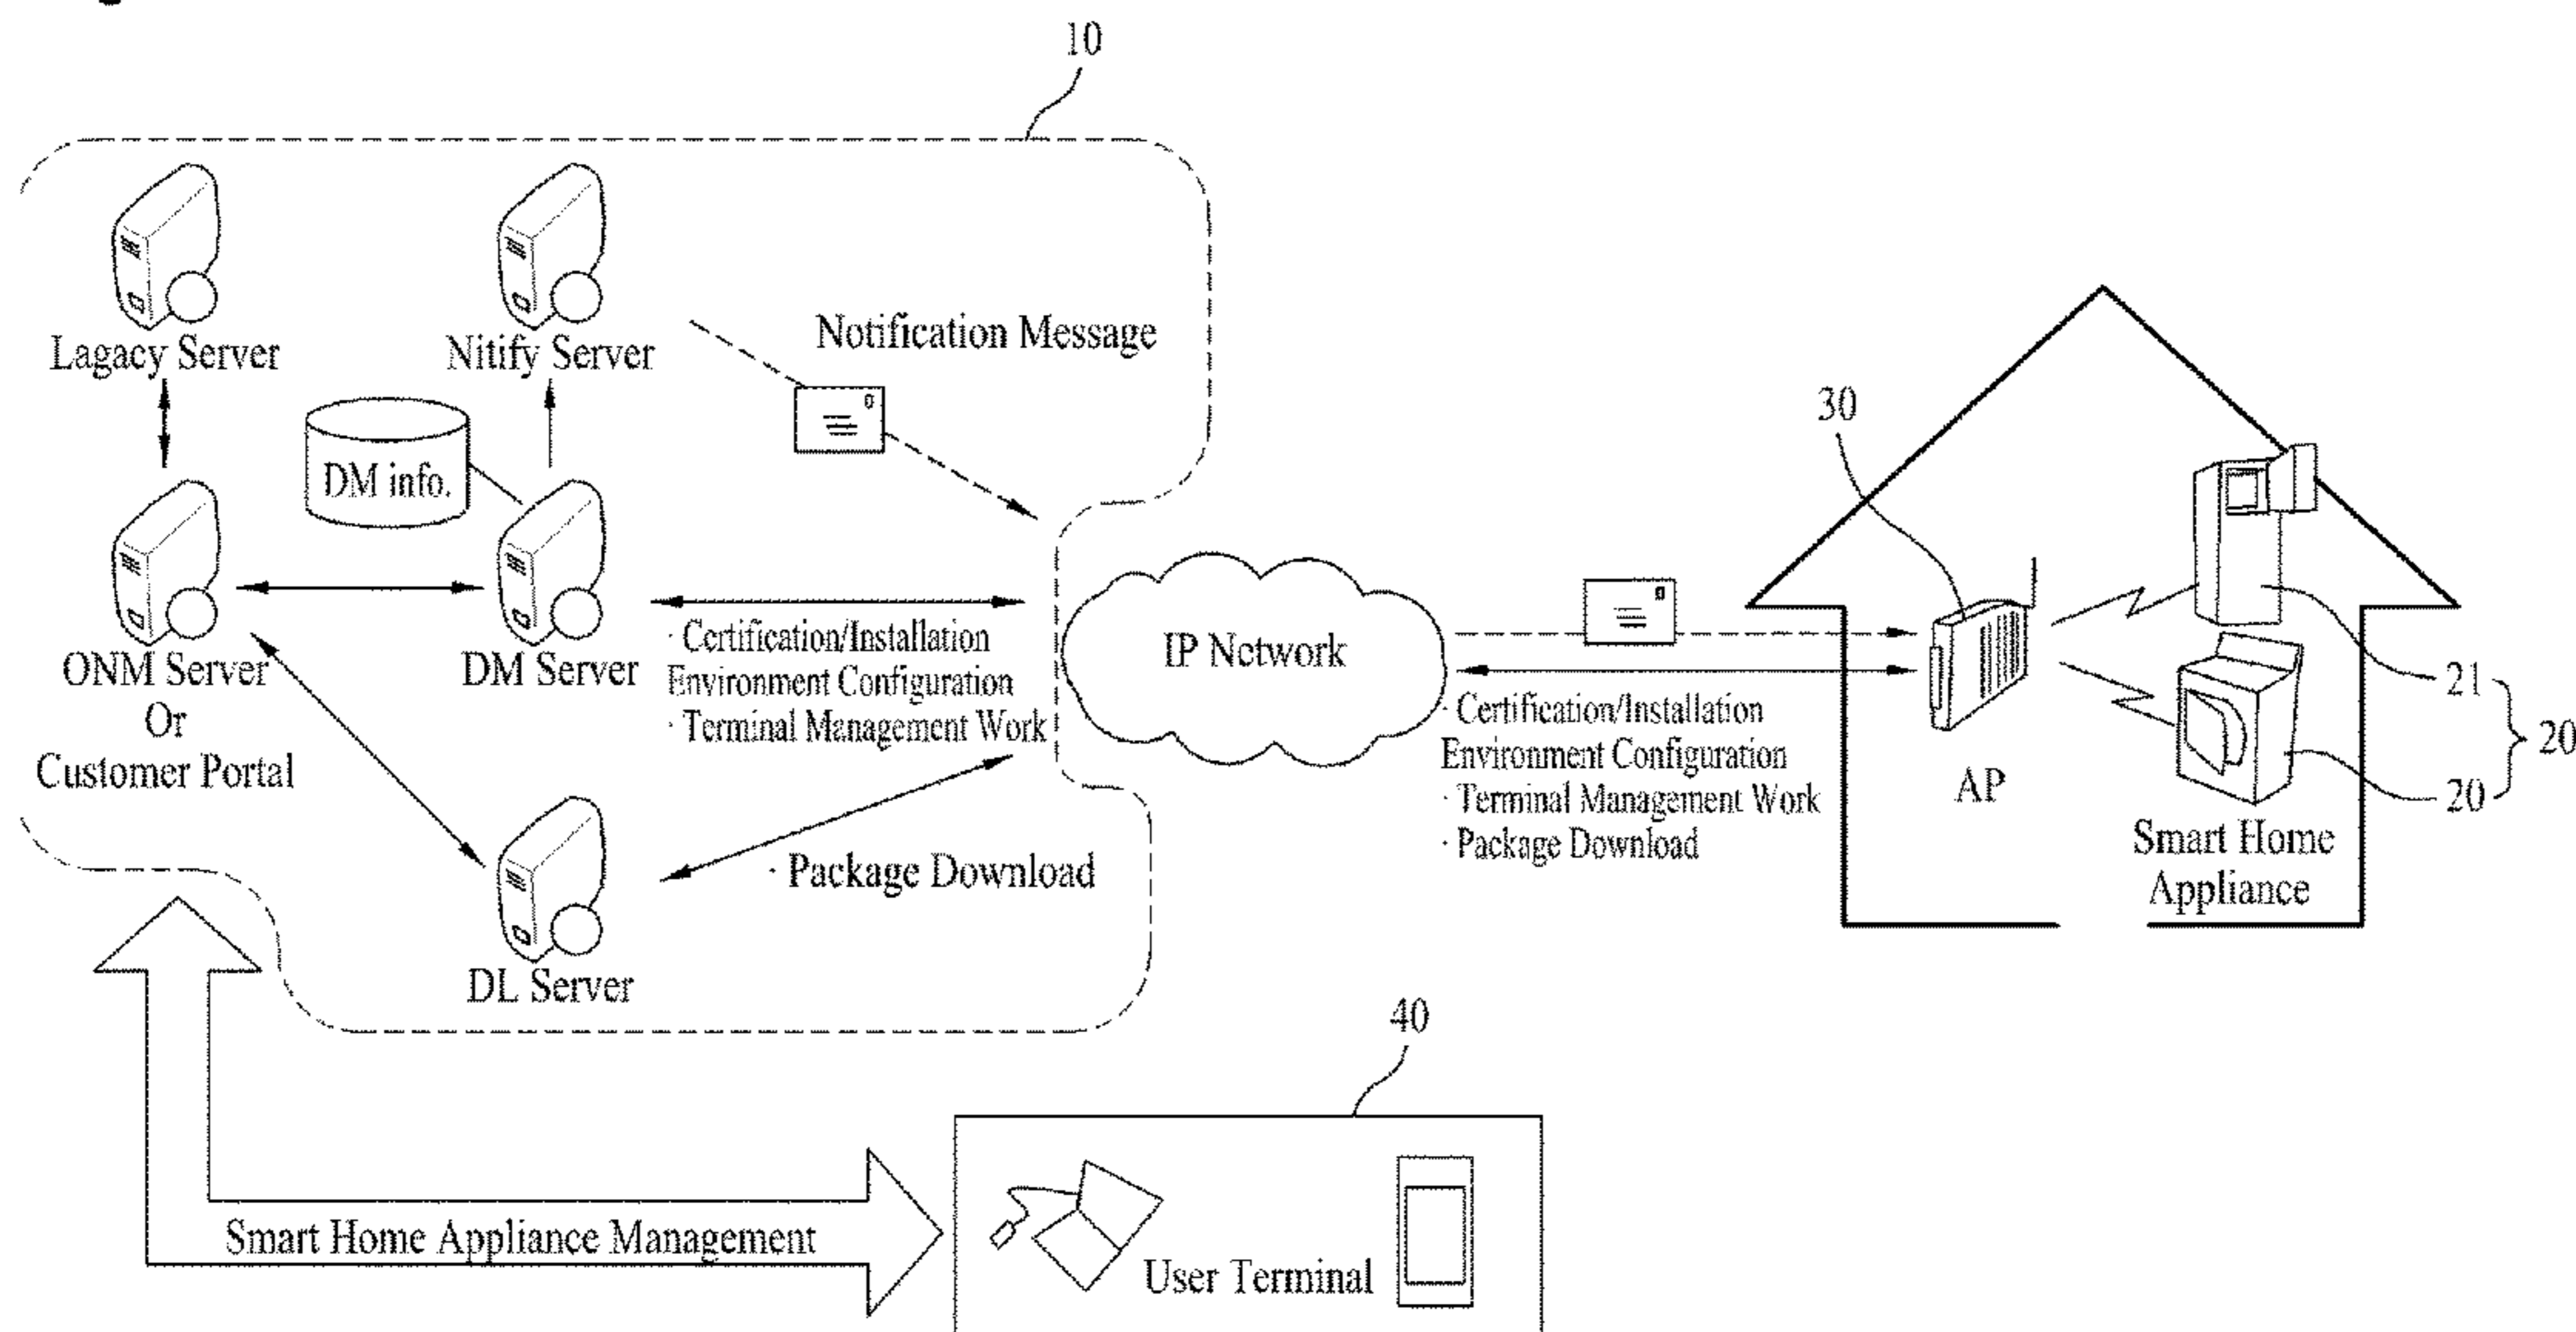 10
Lagacy Server
Nitify Server
Notification Message
DM info.
ONM Server
Or
Customer Portal
DM Server
· Certification/Installation
Environment Configuration
· Terminal Management Work
DL Server
· Package Download
IP Network
· Certification/Installation
Environment Configuration
· Terminal Management Work
· Package Download
30
AP
21
20
20
Smart Home
Appliance
Smart Home Appliance Management
40
User Terminal